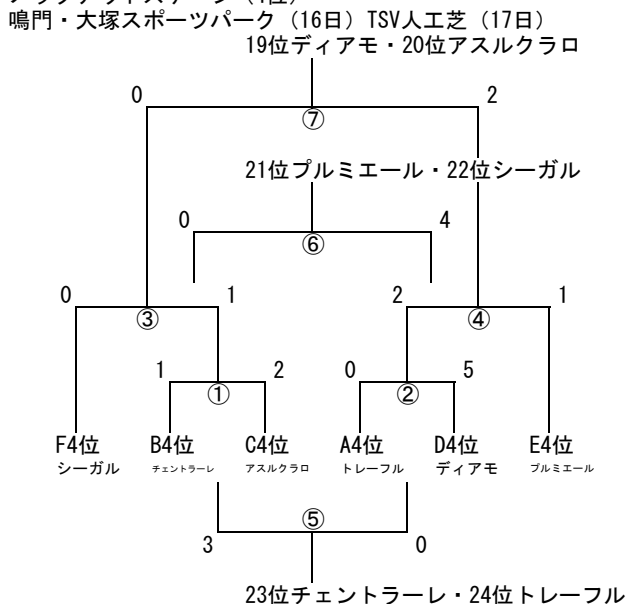 鳴門・大塚スポーツパーク（16日）TSV人工芝（17日）
19位ディアモ・20位アスルクラロ
0 2
⑦
21位プルミエール・22位シーガル
0 4
⑥
0 1 2 1
③ ④
1 2 0 5
① ②
F4位 B4位 C4位 A4位 D4位 E4位
シーガル チェントラーレ アスルクラロ トレーフル ディアモ プルミエール
⑤
3 0
23位チェントラーレ・24位トレーフル